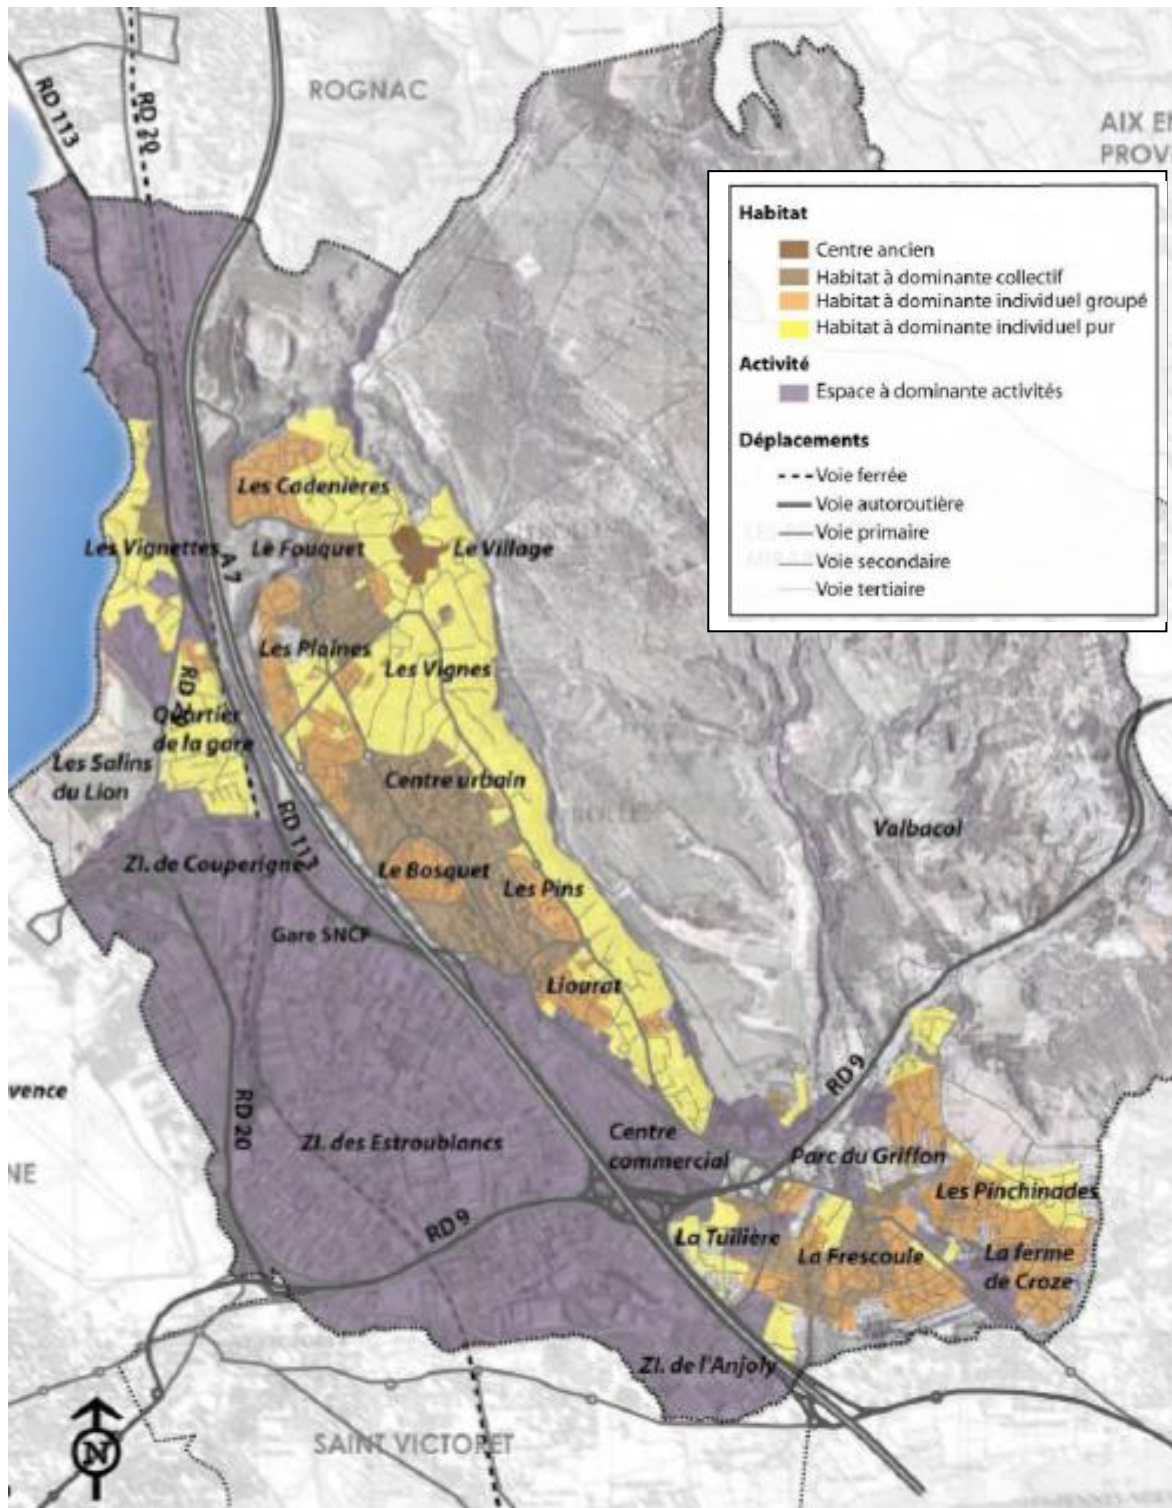 ROGNAC
RD 113
RD 20
AIX EN
PROV
Habitat
Centre ancien
Habitat à dominante collectif
Habitat à dominante individuel groupé
Habitat à dominante individuel pur
Activité
Espace à dominante activités
Déplacements
Voie ferrée
Voie autoroutière
Voie primaire
Voie secondaire
Voie tertiaire
Les Cadenières
Les Vignettes
A 7
Le Fouquet
Le Village
Les Plaines
Les Vignes
RD 20
Quartier
de la gare
Les Salins
du Lion
Centre urbain
RD 113
Valbacol
ZI. de Couperigne
Le Bosquet
Les Pins
Gare SNCF
Liourat
RD 9
vence
RD 20
ZI. des Estroublancs
Centre
commercial
Parc du Griffon
NE
Les Pinchinades
RD 9
La Tuilière
La Frescoule
La ferme
de Croze
ZI. de l'Anjoly
N
SAINT VICTORET